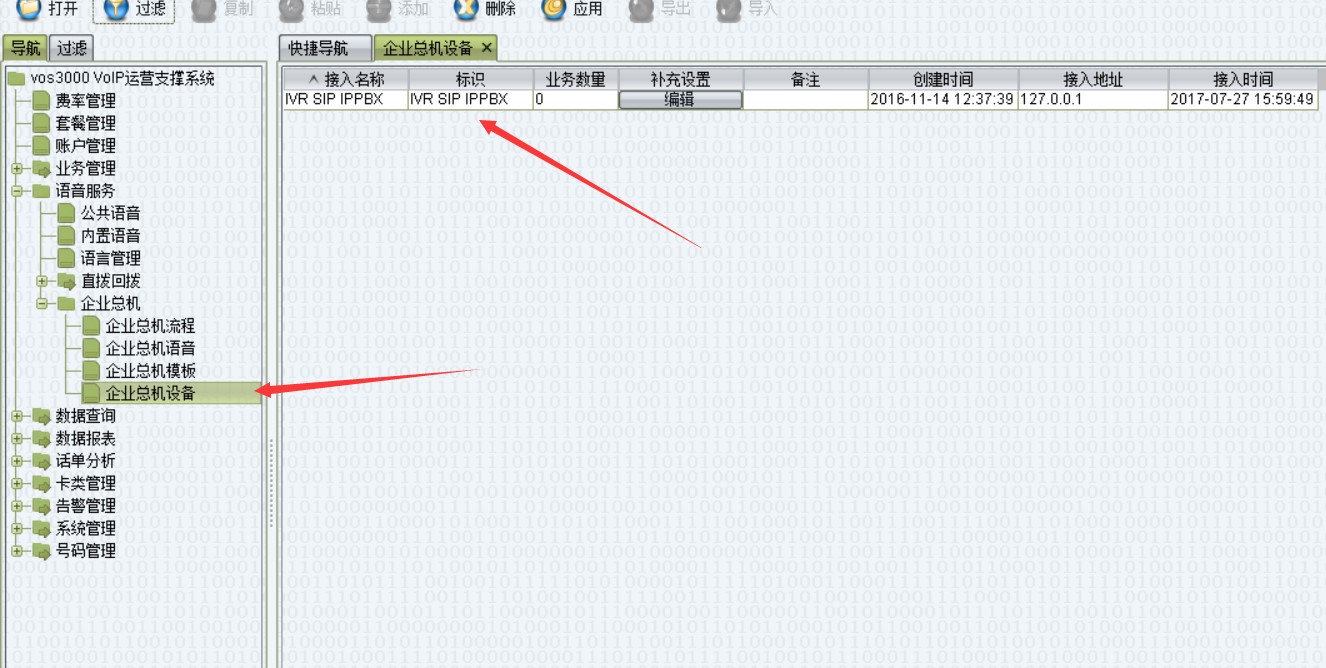 打开 过滤 复制 粘贴 添加 删除 应用 导出 导入
导航 过滤
快捷导航 企业总机设备
vos3000 VoIP运营支撑系统
费率管理
套餐管理
账户管理
业务管理
语音服务
公共语音
内置语音
语言管理
直拨回拨
企业总机
企业总机流程
企业总机语音
企业总机模板
企业总机设备
数据查询
数据报表
话单分析
卡类管理
告警管理
系统管理
号码管理
接入名称 标识 业务数量 补充设置 备注 创建时间 接入地址 接入时间
IVR SIP IPPBX IVR SIP IPPBX 0 编辑 2016-11-14 12:37:39 127.0.0.1 2017-07-27 15:59:49